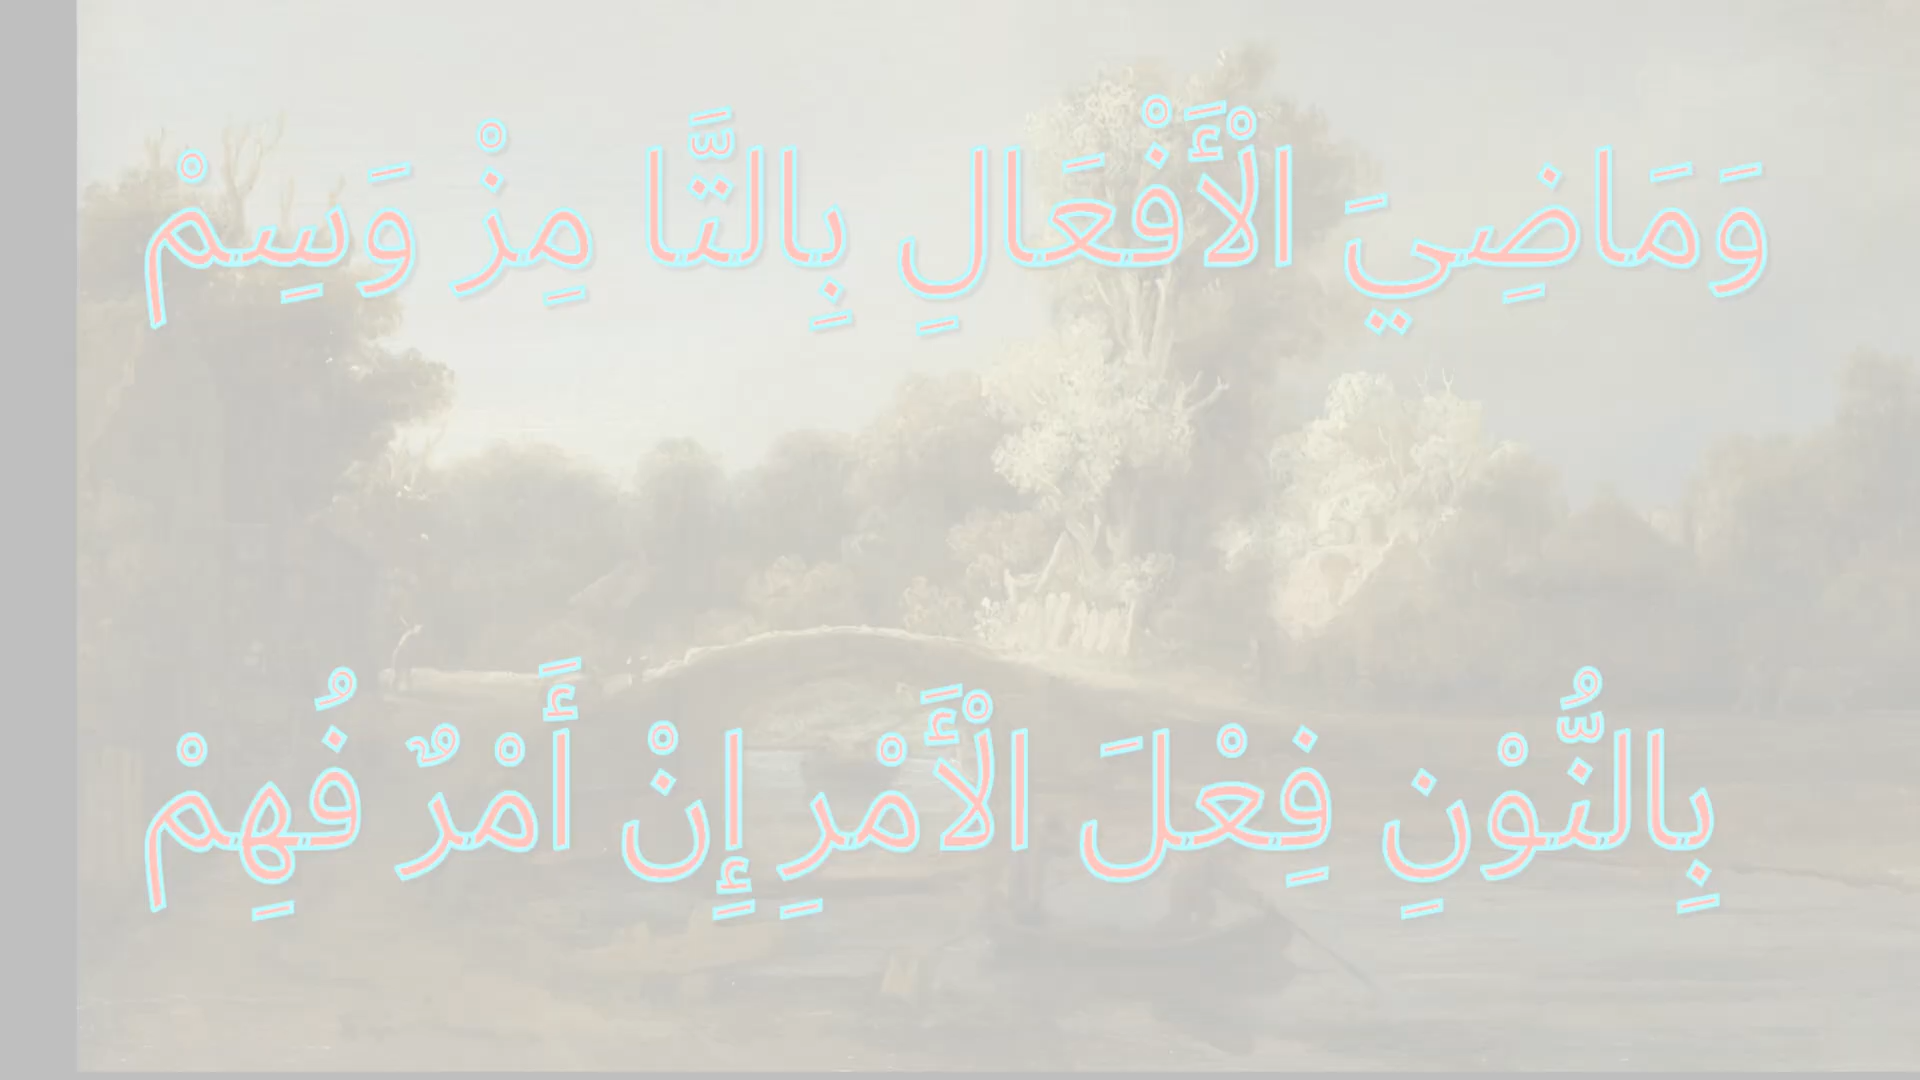 وَمَاضِيَ الْأَفْعَالِ بِالتَّا مِزْ وَسِمْ
بِالنُّوْنِ فِعْلَ الْأَمْرِ إِنْ أَمْرٌ فُهِمْ